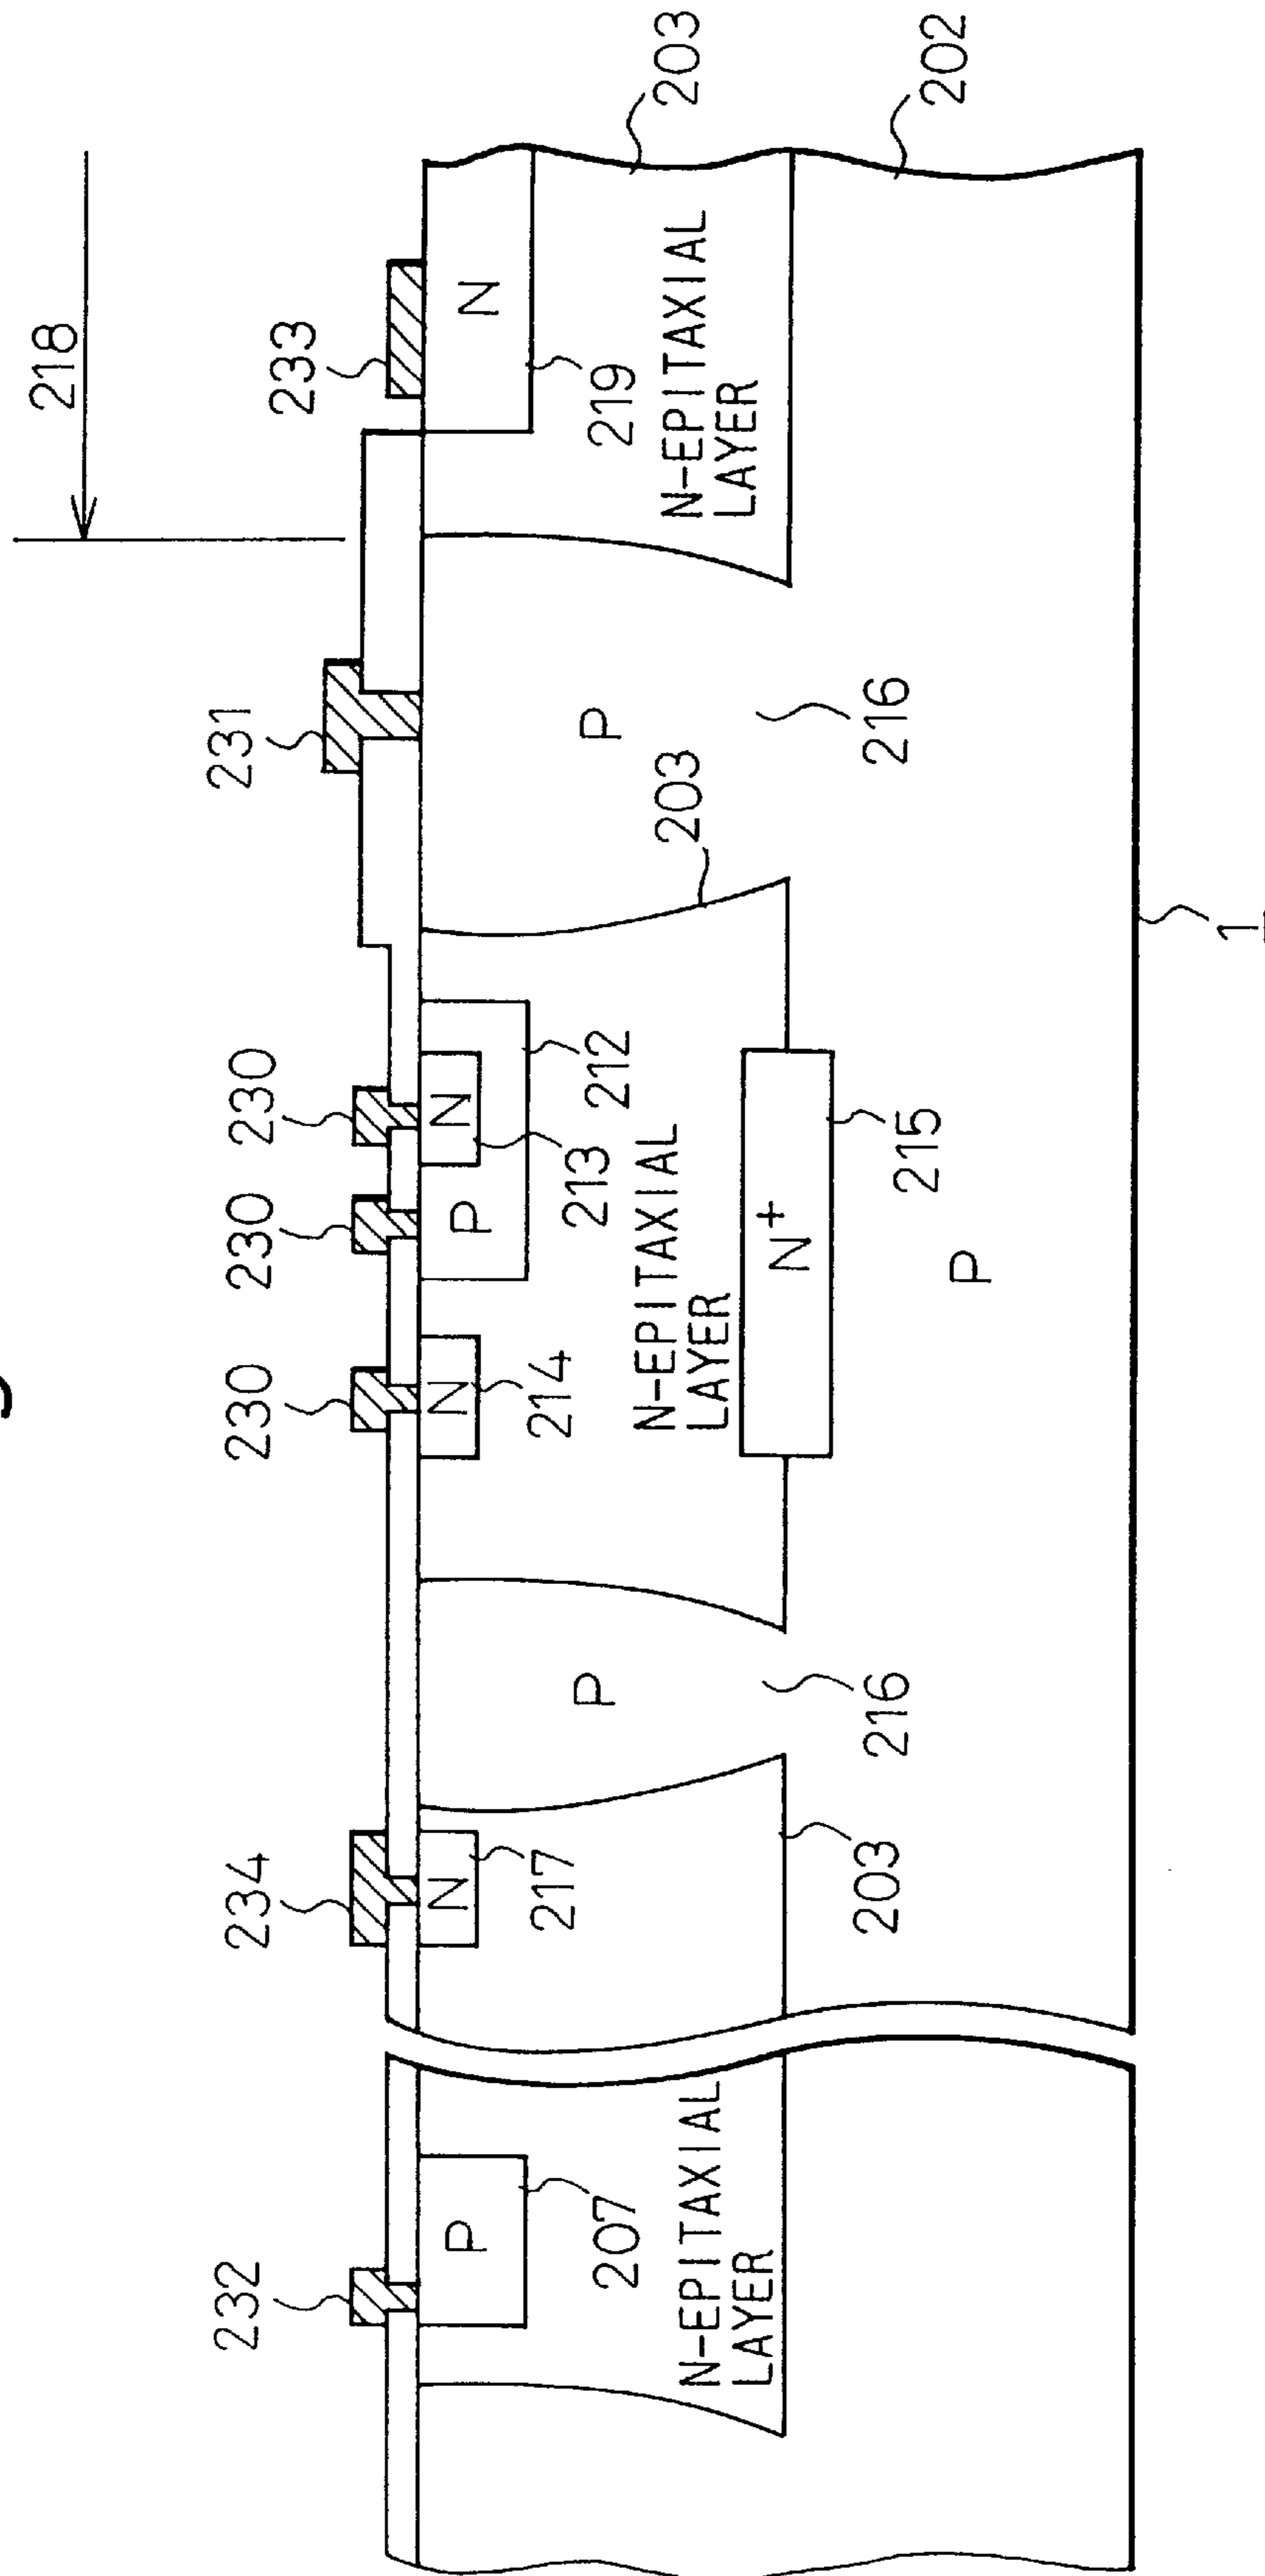 218
203
202
233
N
219
N-EPITAXIAL
LAYER
231
P
216
203
1
230
230
230
N
213
P
212
N
214
N-EPITAXIAL
LAYER
N+
215
P
P
216
234
N
217
203
232
P
207
N-EPITAXIAL
LAYER